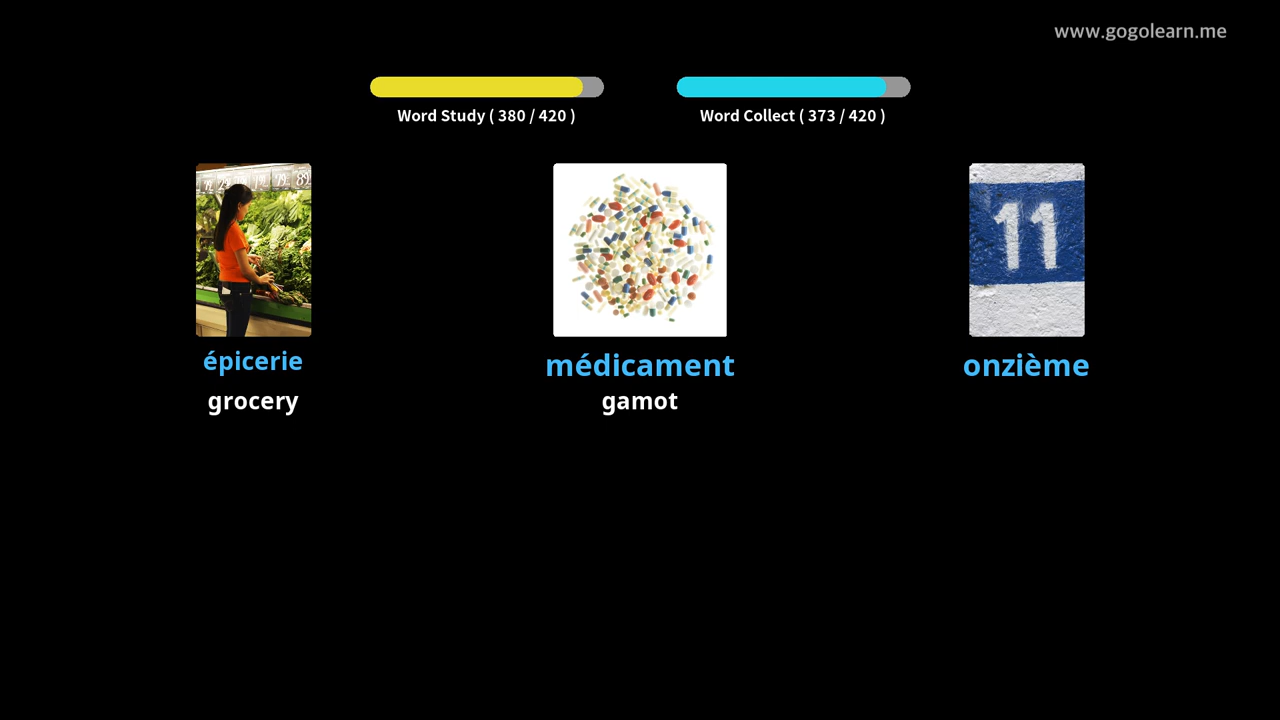 www.gogolearn.me
Word Study ( 380 / 420 )
Word Collect ( 373 / 420 )
11
épicerie
médicament
onzième
grocery
gamot